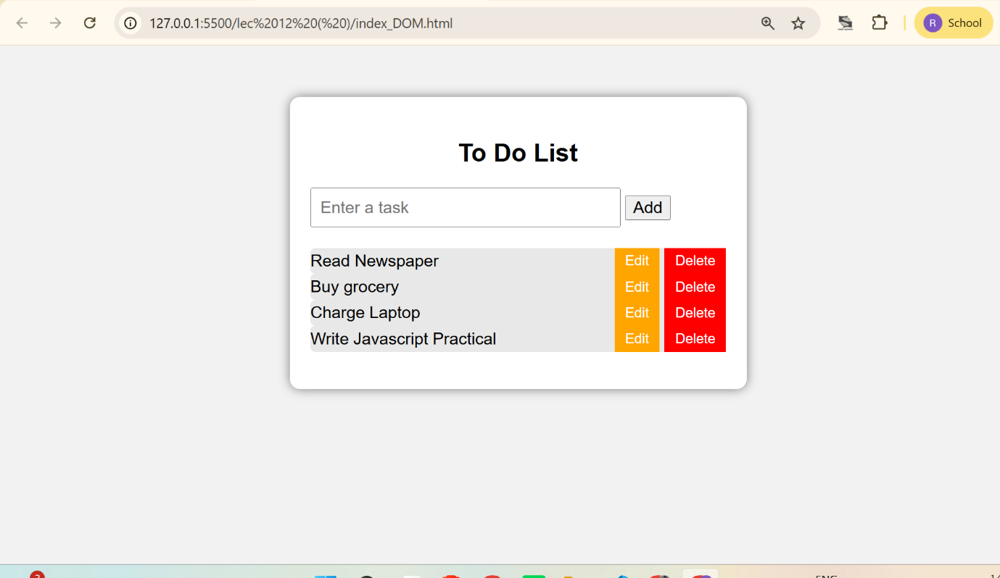 127.0.0.1:5500/lec%2012%20(%20)/index_DOM.html
R School
To Do List
Enter a task Add
Read Newspaper Edit Delete
Buy grocery Edit Delete
Charge Laptop Edit Delete
Write Javascript Practical Edit Delete